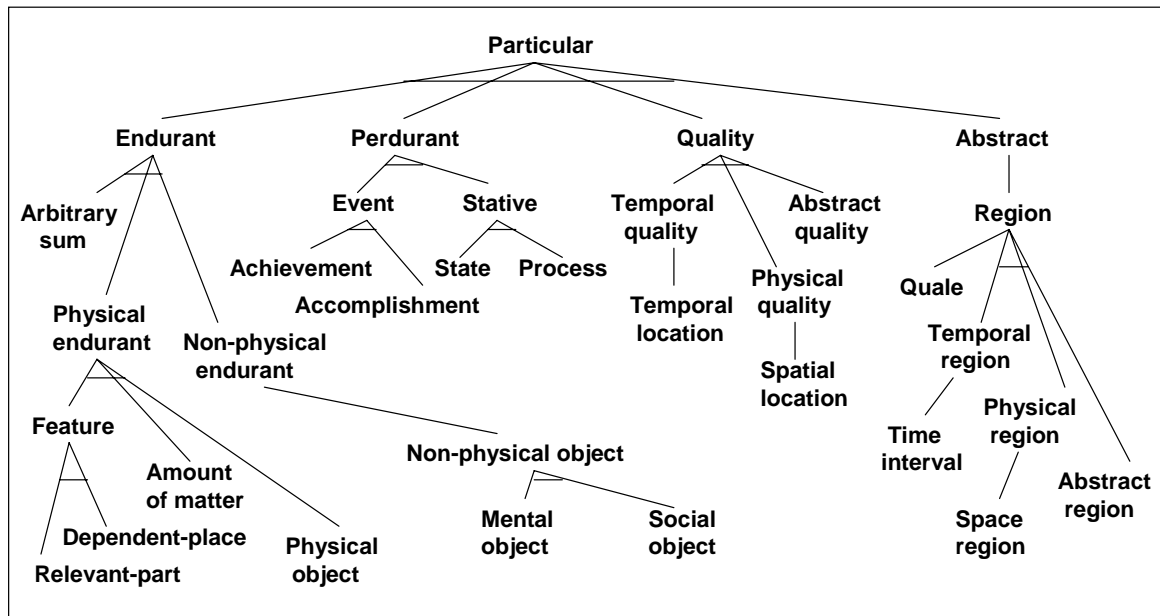 Particular
Endurant
Perdurant
Quality
Abstract
Arbitrary
sum
Event
Stative
Temporal
quality
Abstract
quality
Region
Achievement
State
Process
Accomplishment
Physical
quality
Quale
Physical
endurant
Non-physical
endurant
Temporal
location
Temporal
region
Spatial
location
Feature
Amount
of matter
Non-physical object
Time
interval
Physical
region
Abstract
region
Dependent-place
Relevant-part
Physical
object
Mental
object
Social
object
Space
region